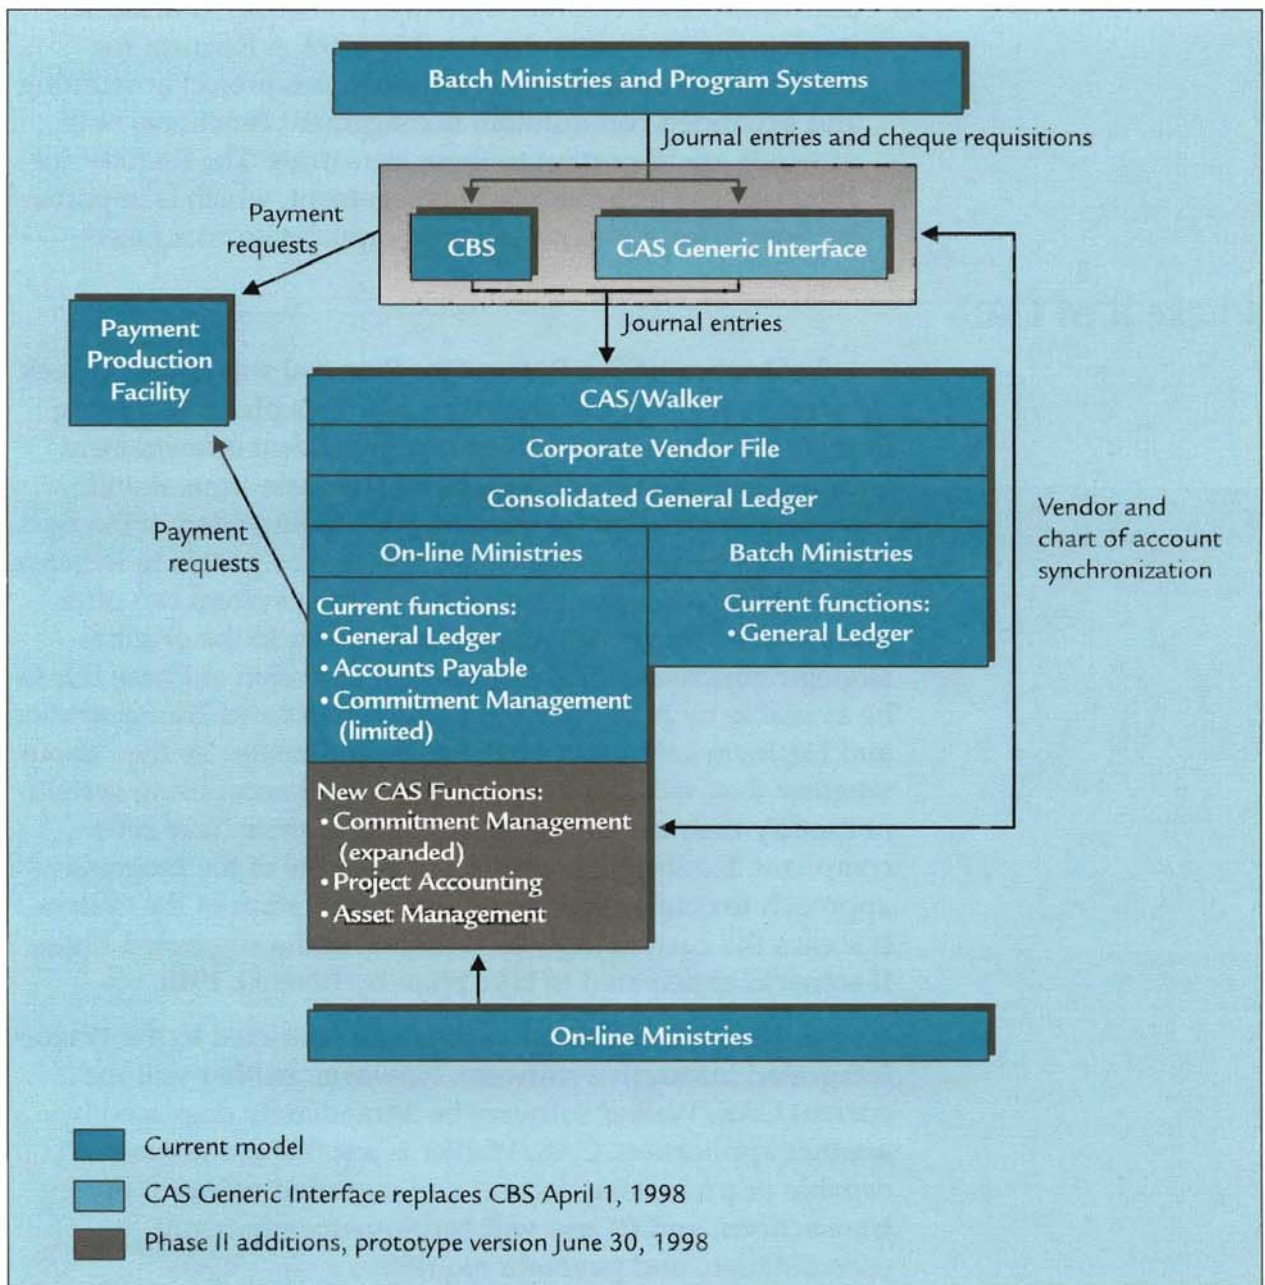 Batch Ministries and Program Systems
Journal entries and cheque requisitions
Payment
requests
CBS
CAS Generic Interface
Journal entries
Payment
Production
Facility
CAS/Walker
Corporate Vendor File
Consolidated General Ledger
On-line Ministries
Batch Ministries
Vendor and
chart of account
synchronization
Payment
requests
Current functions:
• General Ledger
• Accounts Payable
• Commitment Management
(limited)
Current functions:
• General Ledger
New CAS Functions:
• Commitment Management
(expanded)
• Project Accounting
• Asset Management
On-line Ministries
Current model
CAS Generic Interface replaces CBS April 1, 1998
Phase II additions, prototype version June 30, 1998